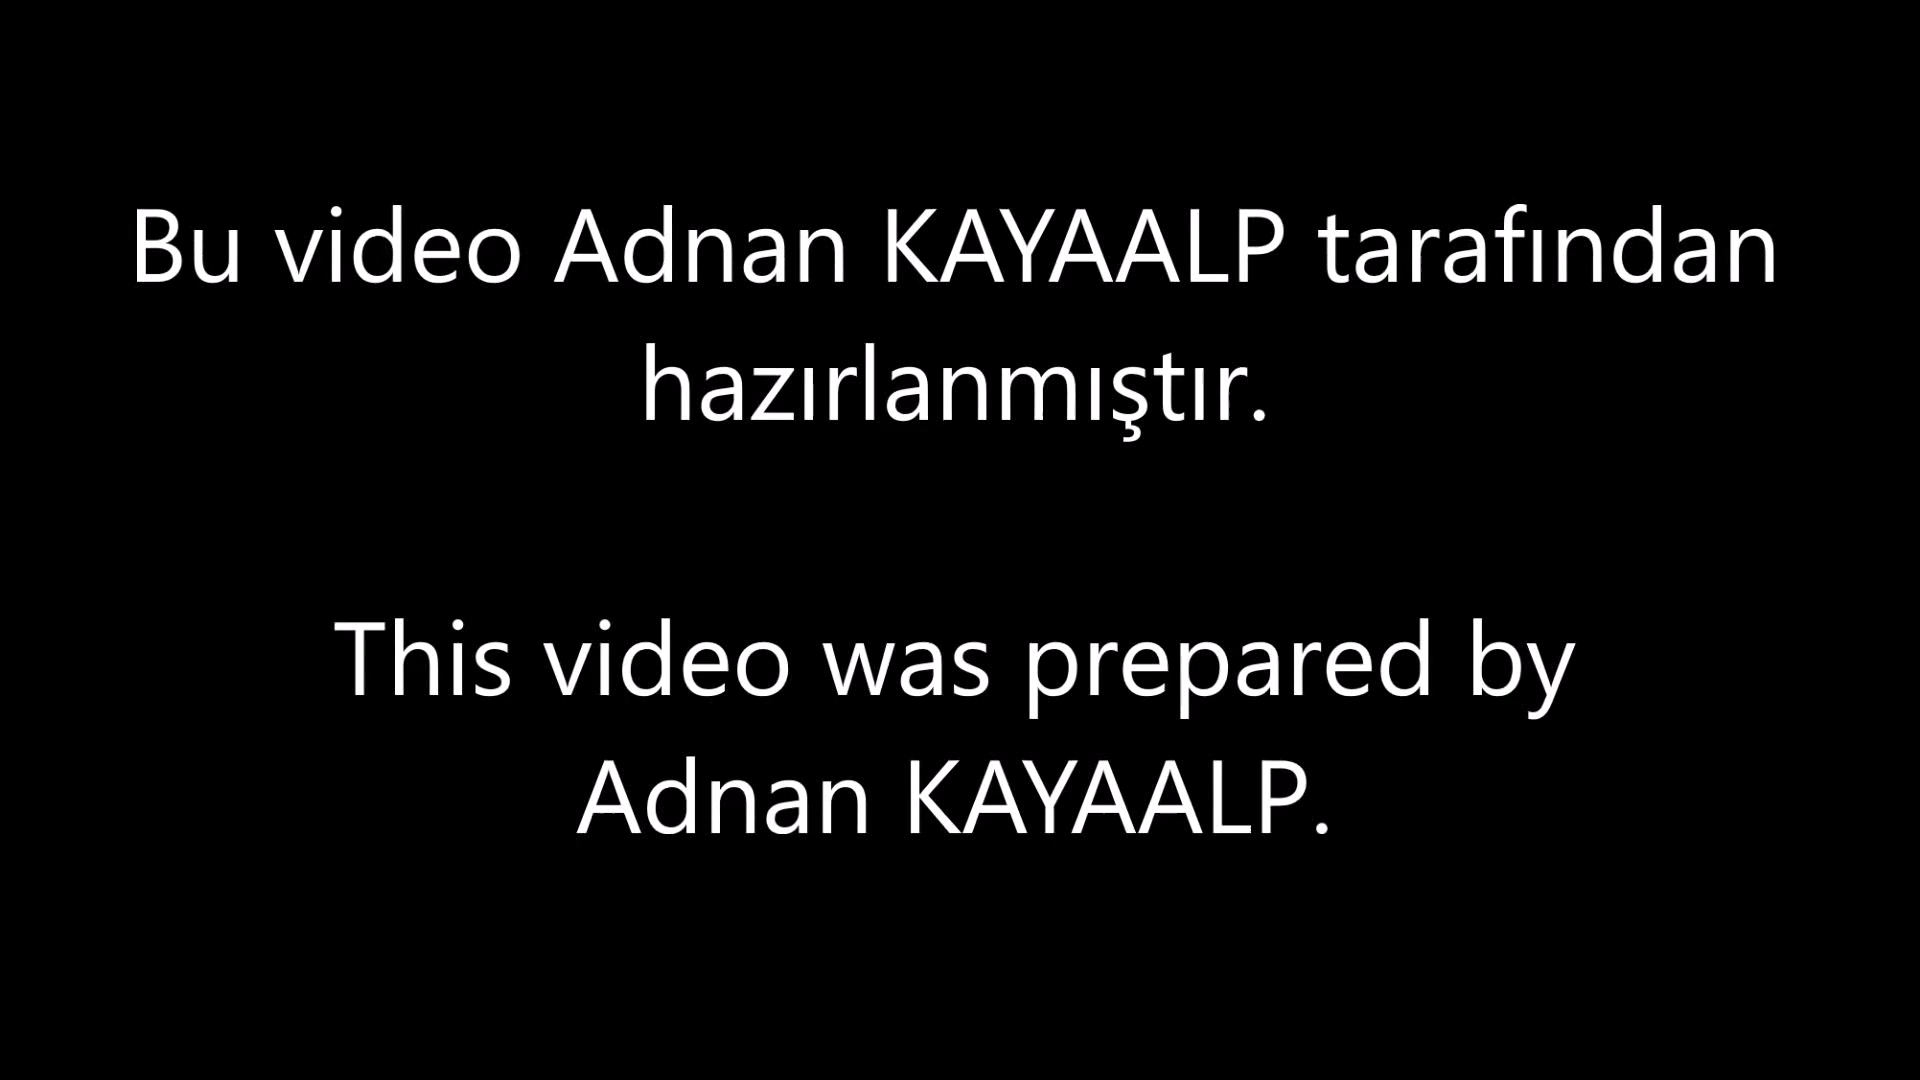 Bu video Adnan KAYAALP tarafından
hazırlanmıştır.
This video was prepared by
Adnan KAYAALP.